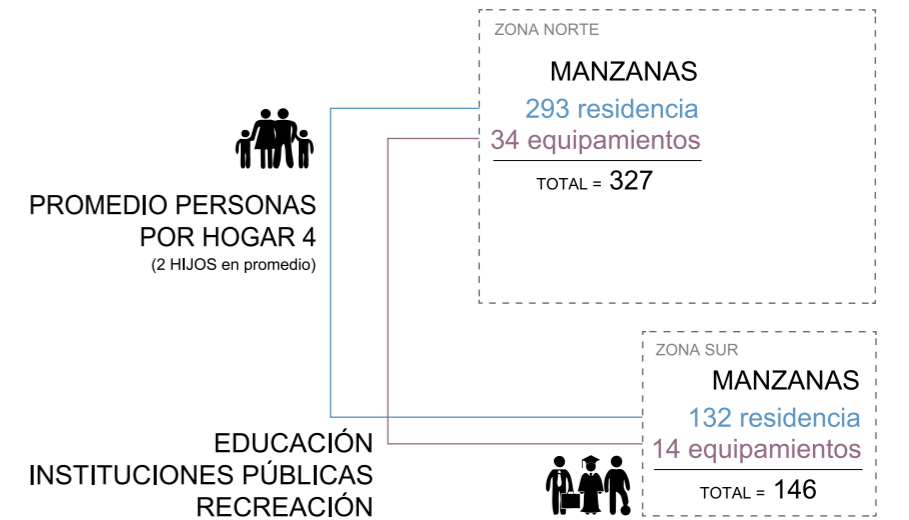 ZONA NORTE
MANZANAS
293 residencia
34 equipamientos
TOTAL = 327
PROMEDIO PERSONAS
POR HOGAR 4
(2 HIJOS en promedio)
ZONA SUR
MANZANAS
132 residencia
14 equipamientos
TOTAL = 146
EDUCACIÓN
INSTITUCIONES PÚBLICAS
RECREACIÓN